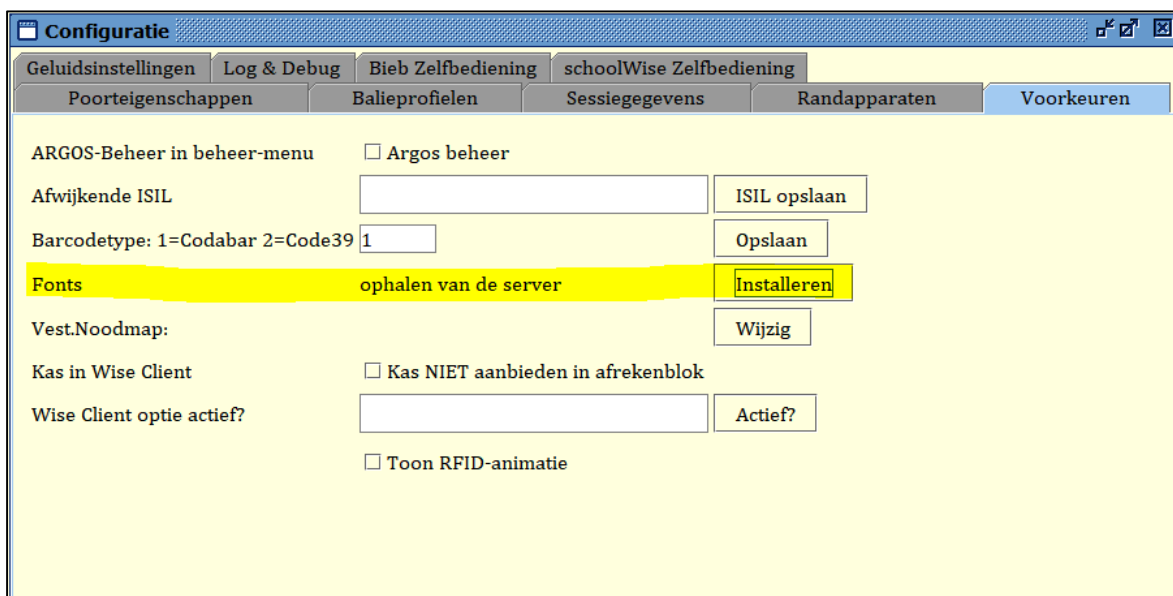 Configuratie
Geluidsinstellingen Log & Debug Bieb Zelfbediening schoolWise Zelfbediening
Poorteigenschappen Balieprofielen Sessiegegevens Randapparaten Voorkeuren
ARGOS-Beheer in beheer-menu Argos beheer
Afwijkende ISIL ISIL opslaan
Barcodetype: 1=Codabar 2=Code39 1 Opslaan
Fonts ophalen van de server Installeren
Vest.Noodmap: Wijzig
Kas in Wise Client Kas NIET aanbieden in afrekenblok
Wise Client optie actief? Actief?
Toon RFID-animatie